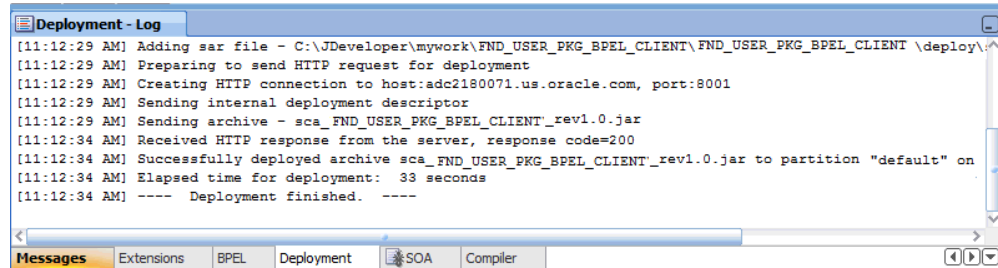 Deployment - Log
[11:12:29 AM] Adding sar file - C:\JDeveloper\mywork\FND_USER_PKG_BPEL_CLIENT\FND_USER_PKG_BPEL_CLIENT \deploy\
[11:12:29 AM] Preparing to send HTTP request for deployment
[11:12:29 AM] Creating HTTP connection to host:adc2180071.us.oracle.com, port:8001
[11:12:29 AM] Sending internal deployment descriptor
[11:12:29 AM] Sending archive - sca_FND_USER_PKG_BPEL_CLIENT'_rev1.0.jar
[11:12:34 AM] Received HTTP response from the server, response code=200
[11:12:34 AM] Successfully deployed archive sca_FND_USER_PKG_BPEL_CLIENT'_rev1.0.jar to partition "default" on
[11:12:34 AM] Elapsed time for deployment:  33 seconds
[11:12:34 AM] ----  Deployment finished.  ----
Messages Extensions BPEL Deployment SOA Compiler